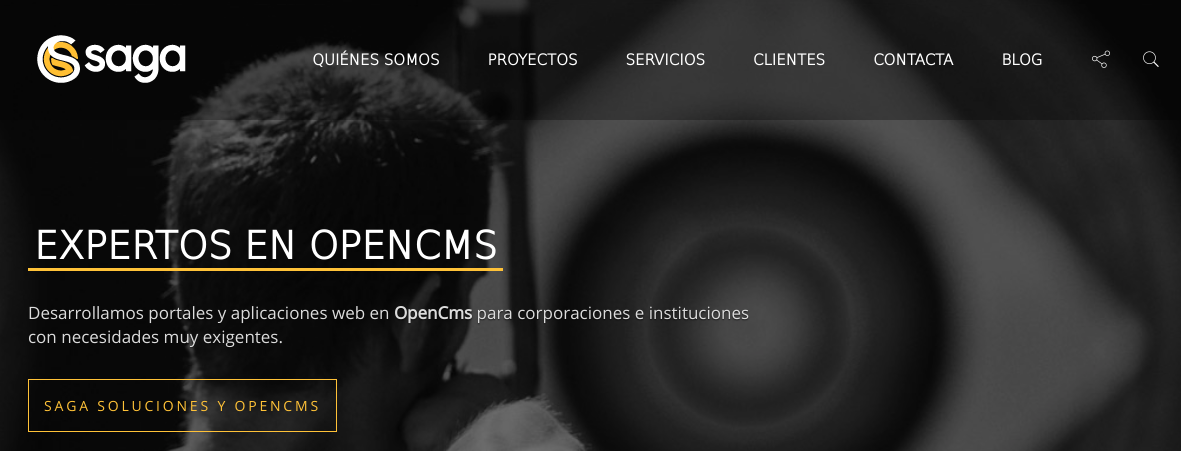 saga
QUIÉNES SOMOS PROYECTOS SERVICIOS CLIENTES CONTACTA BLOG
EXPERTOS EN OPENCMS
Desarrollamos portales y aplicaciones web en OpenCms para corporaciones e instituciones
con necesidades muy exigentes.
SAGA SOLUCIONES Y OPENCMS